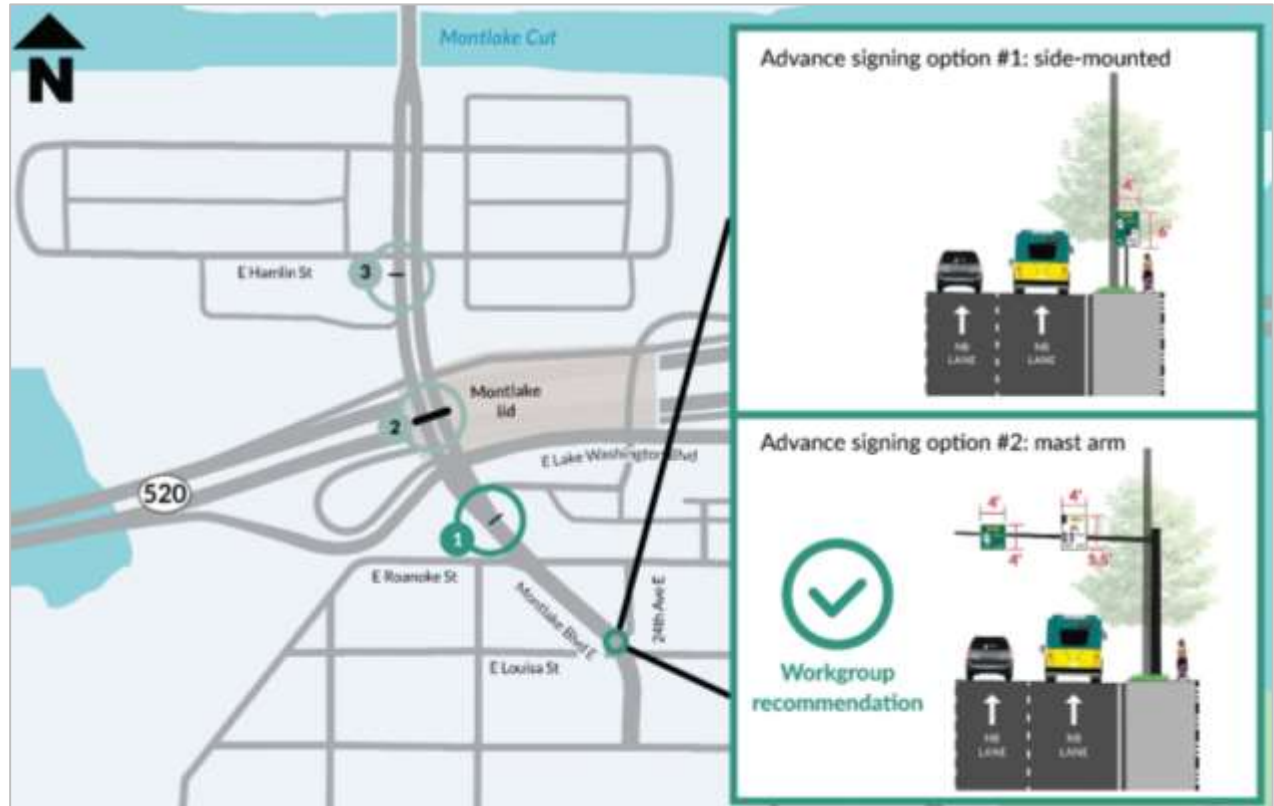 N
Montlake Cut
E Hamlin St
3
Montlake
lid
2
E Lake Washington Blvd
520
1
E Roanoke St
Montlake Blvd E
24th Ave E
E Louisa St
Advance signing option #1: side-mounted
4'
6'
NB
LANE
NB
LANE
Advance signing option #2: mast arm
4'
4'
4'
5.5'
Workgroup
recommendation
NB
LANE
NB
LANE